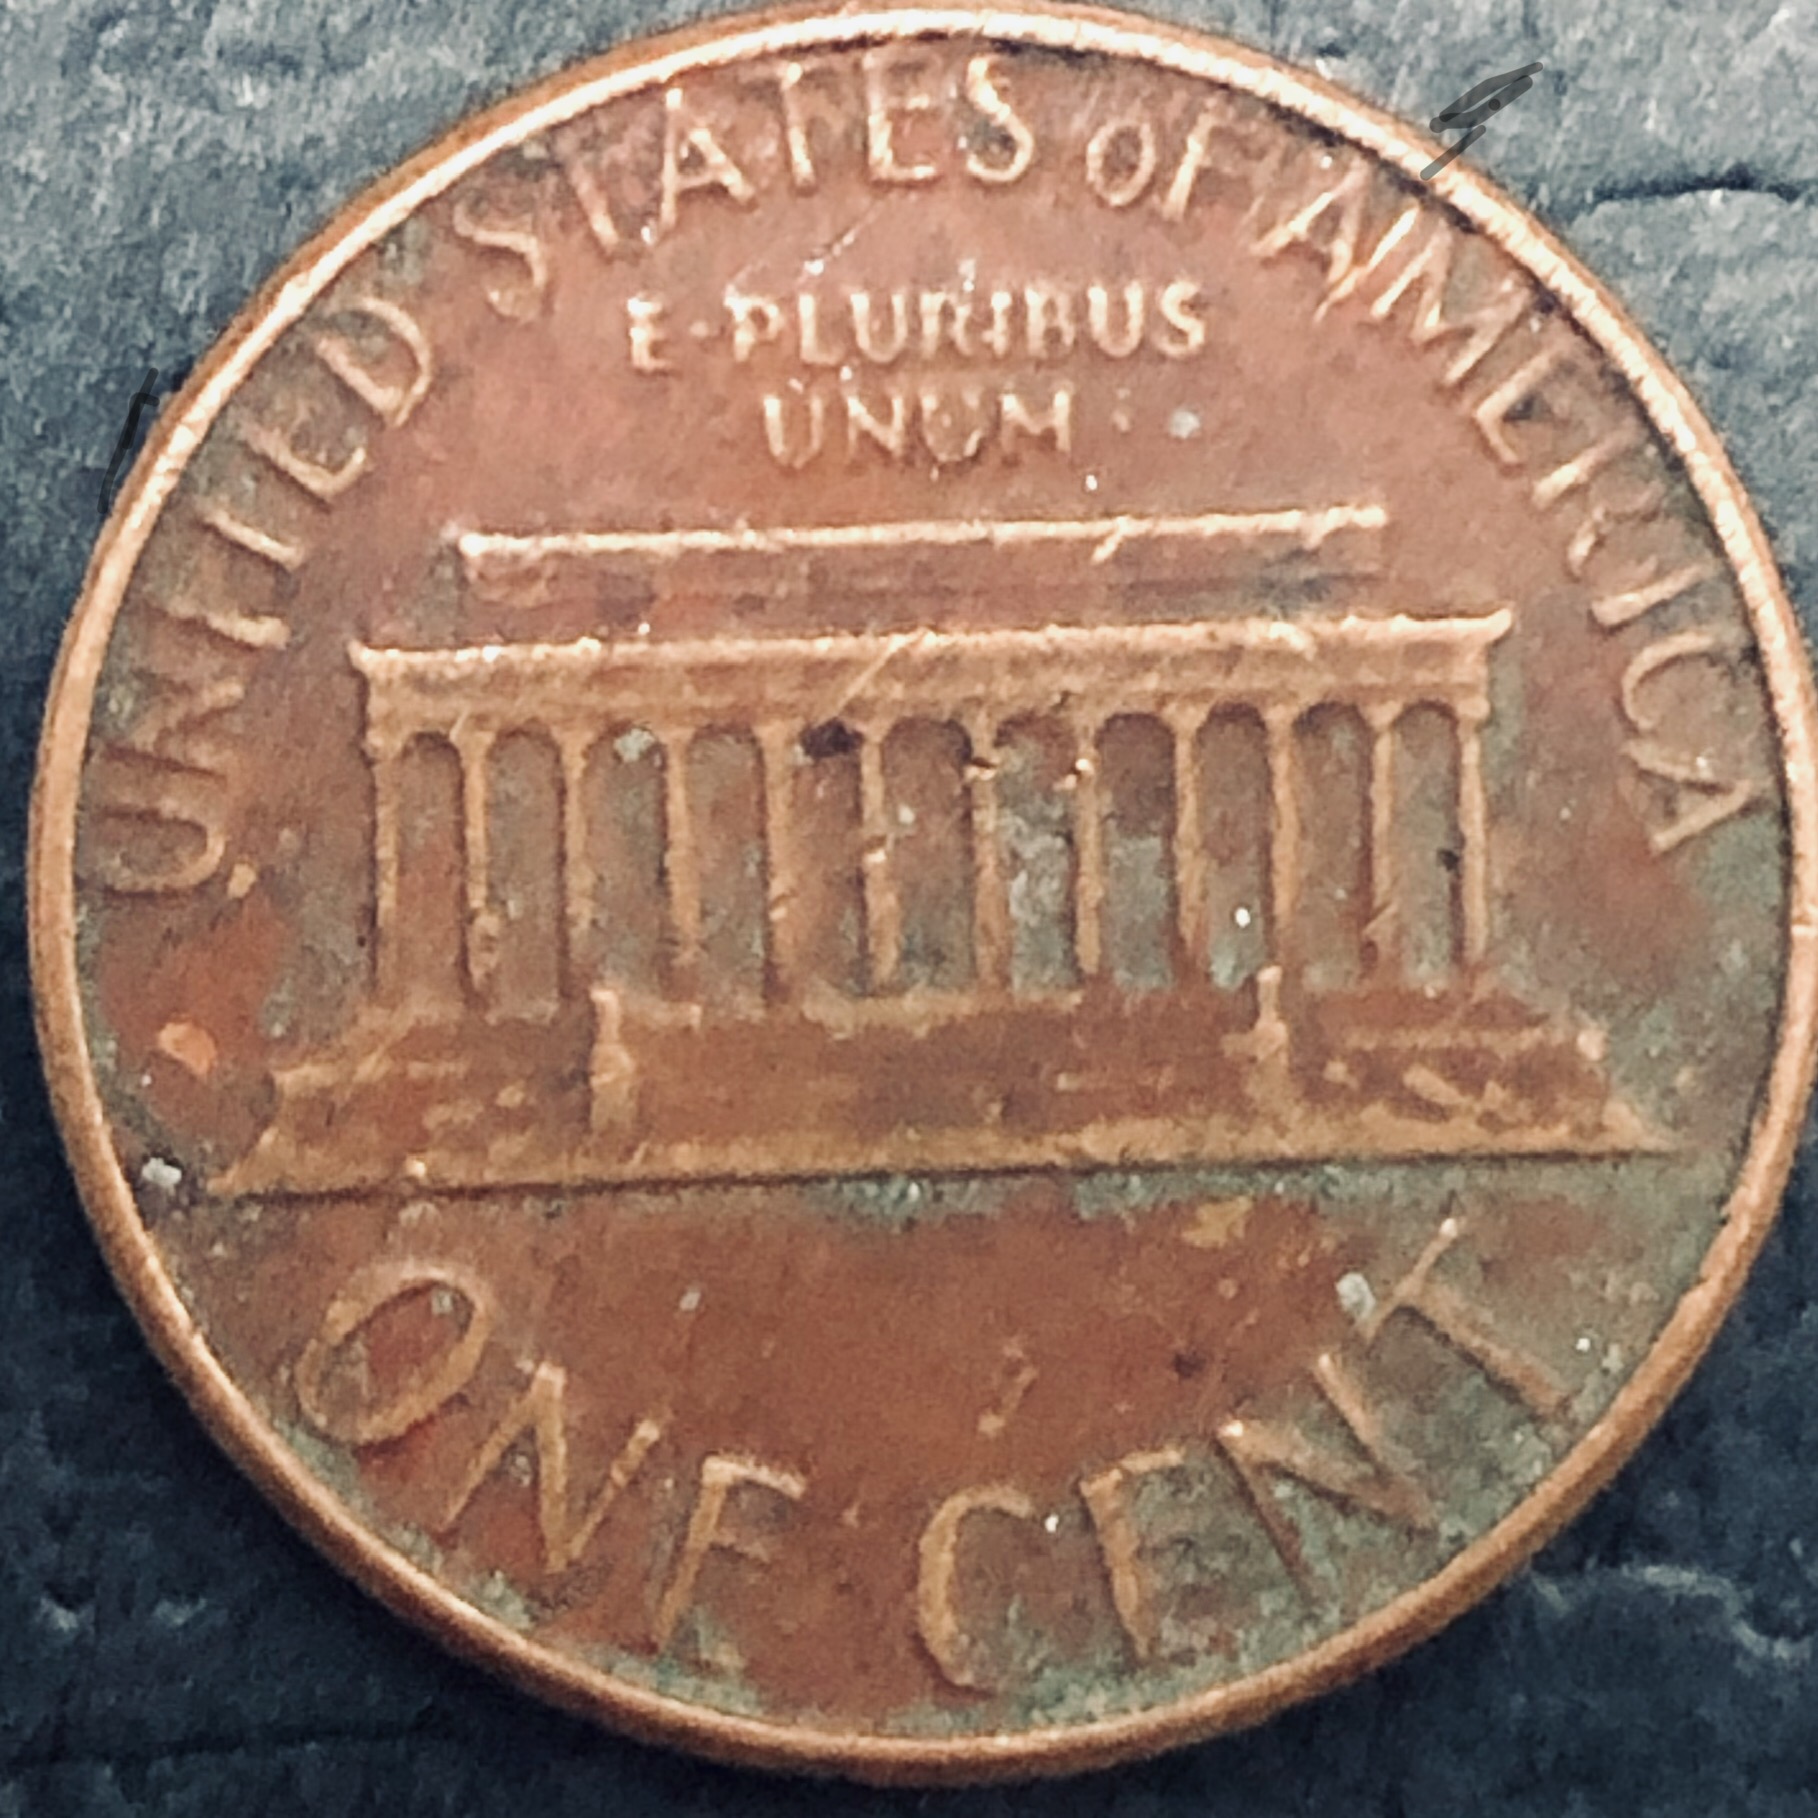 UNITED STATES OF AMERICA
E·PLURIBUS
UNUM
ONE CENT